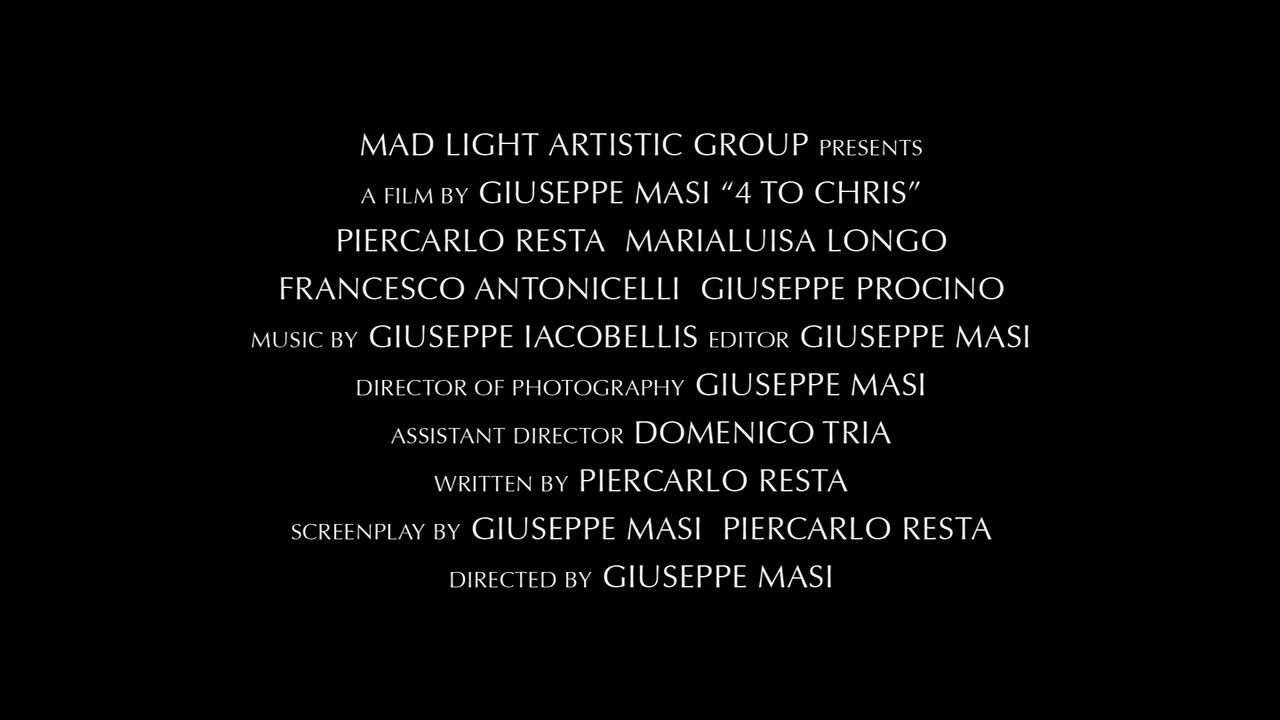 MAD LIGHT ARTISTIC GROUP PRESENTS
A FILM BY GIUSEPPE MASI “4 TO CHRIS”
PIERCARLO RESTA MARIALUISA LONGO
FRANCESCO ANTONICELLI GIUSEPPE PROCINO
MUSIC BY GIUSEPPE IACOBELLIS EDITOR GIUSEPPE MASI
DIRECTOR OF PHOTOGRAPHY GIUSEPPE MASI
ASSISTANT DIRECTOR DOMENICO TRIA
WRITTEN BY PIERCARLO RESTA
SCREENPLAY BY GIUSEPPE MASI PIERCARLO RESTA
DIRECTED BY GIUSEPPE MASI